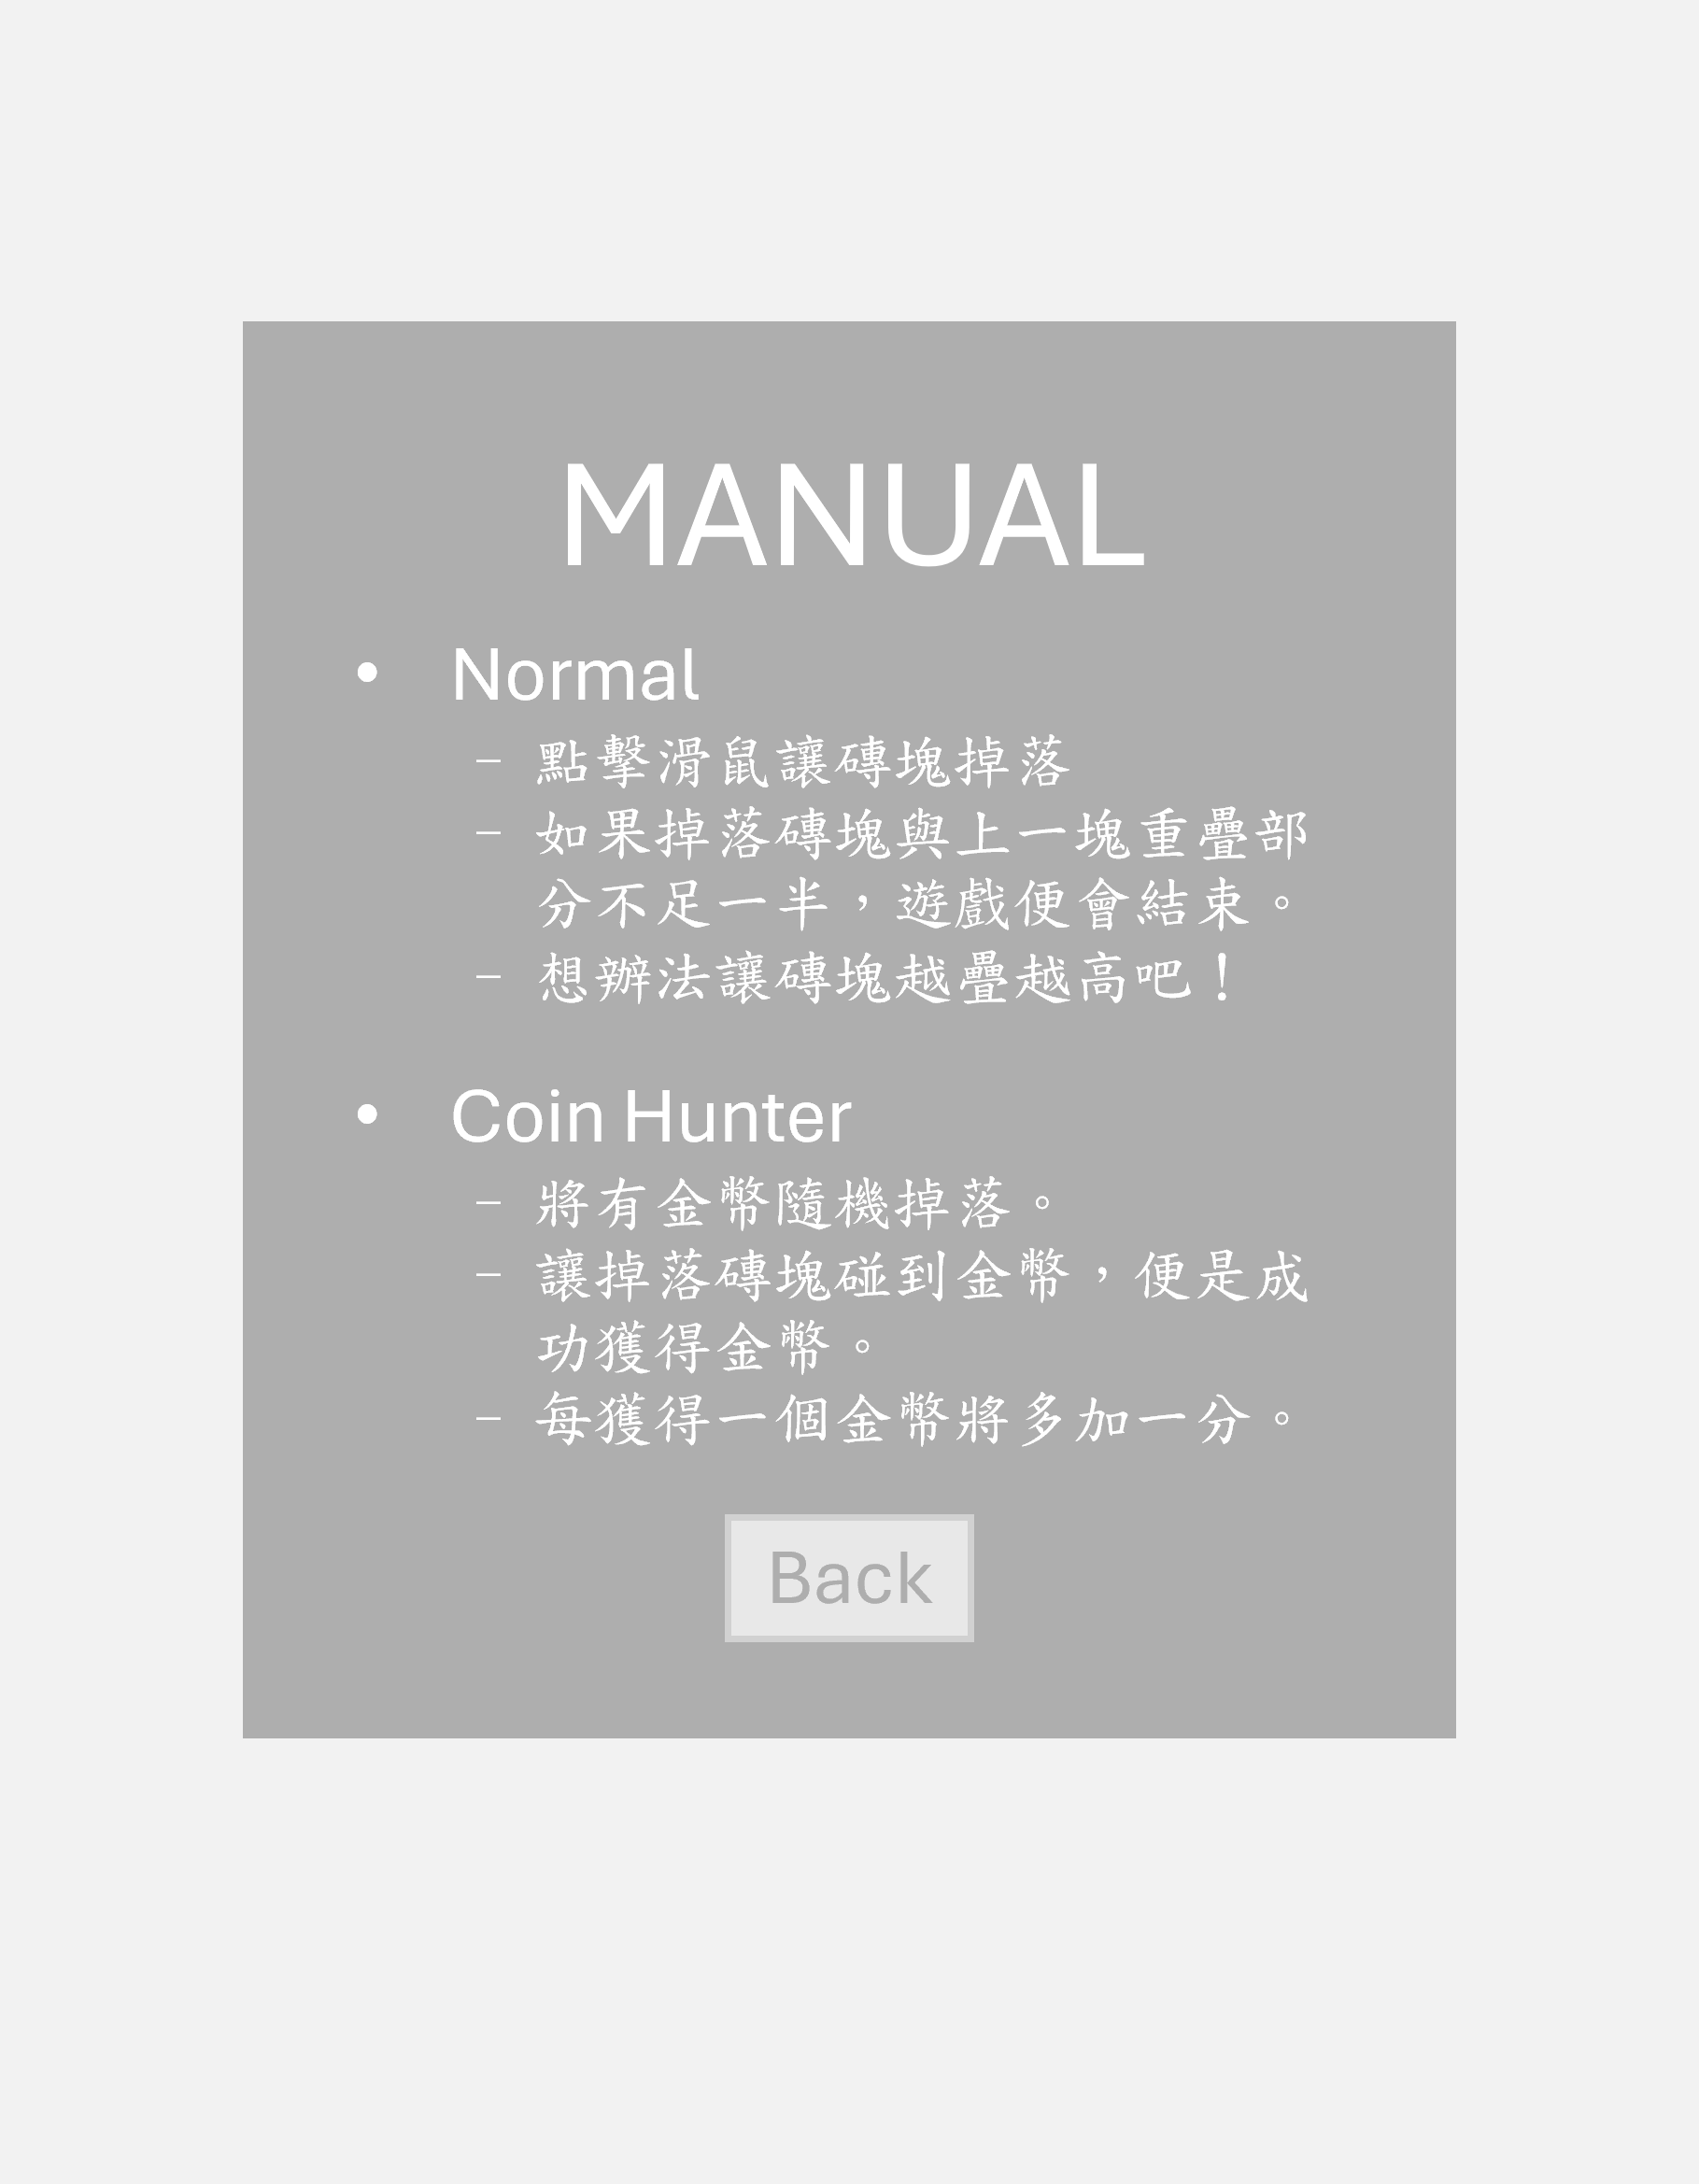 MANUAL
• Normal
– 點擊滑鼠讓磚塊掉落
– 如果掉落磚塊與上一塊重疊部
分不足一半，遊戲便會結束。
– 想辦法讓磚塊越疊越高吧！
• Coin Hunter
– 將有金幣隨機掉落。
– 讓掉落磚塊碰到金幣，便是成
功獲得金幣。
– 每獲得一個金幣將多加一分。
Back